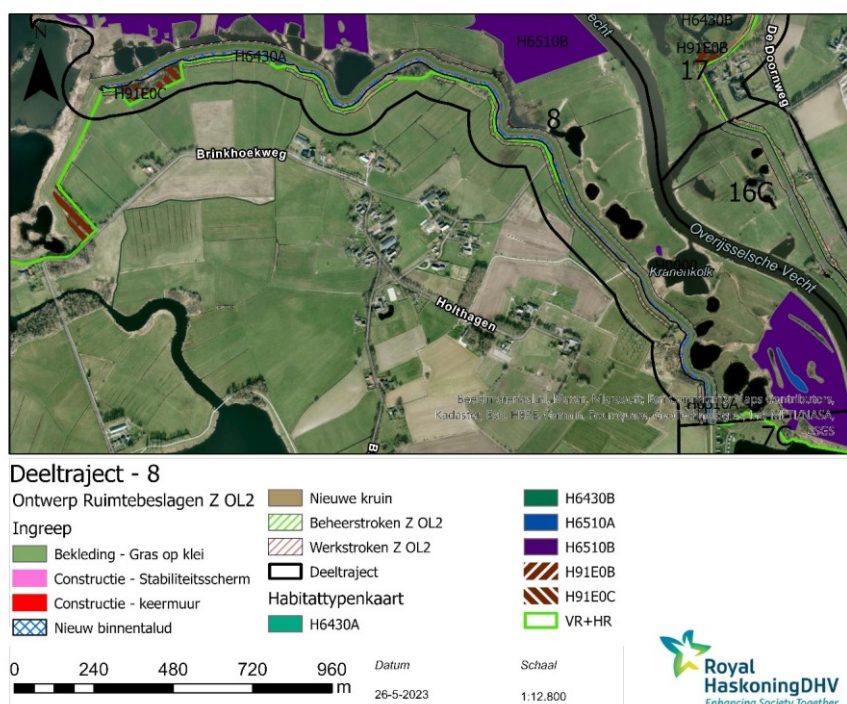 N
H6430A
H6510B
echt
H6430B
H91E0B
17
De Doornweg
H91E0C
8
Brinkhoekweg
16C
Overijsselsche Vecht
Kranenkolk
Holthagen
7C
Deeltraject - 8
Ontwerp Ruimtebeslagen Z OL2
Ingreep
Bekleding - Gras op klei
Constructie - Stabiliteitsscherm
Constructie - keermuur
Nieuw binnentalud
Nieuwe kruin
Beheerstroken Z OL2
Werkstroken Z OL2
Deeltraject
Habitattypenkaart
H6430A
H6430B
H6510A
H6510B
H91E0B
H91E0C
VR+HR
0 240 480 720 960
m
Datum
26-5-2023
Schaal
1:12.800
Royal
HaskoningDHV
Enhancing Society Together